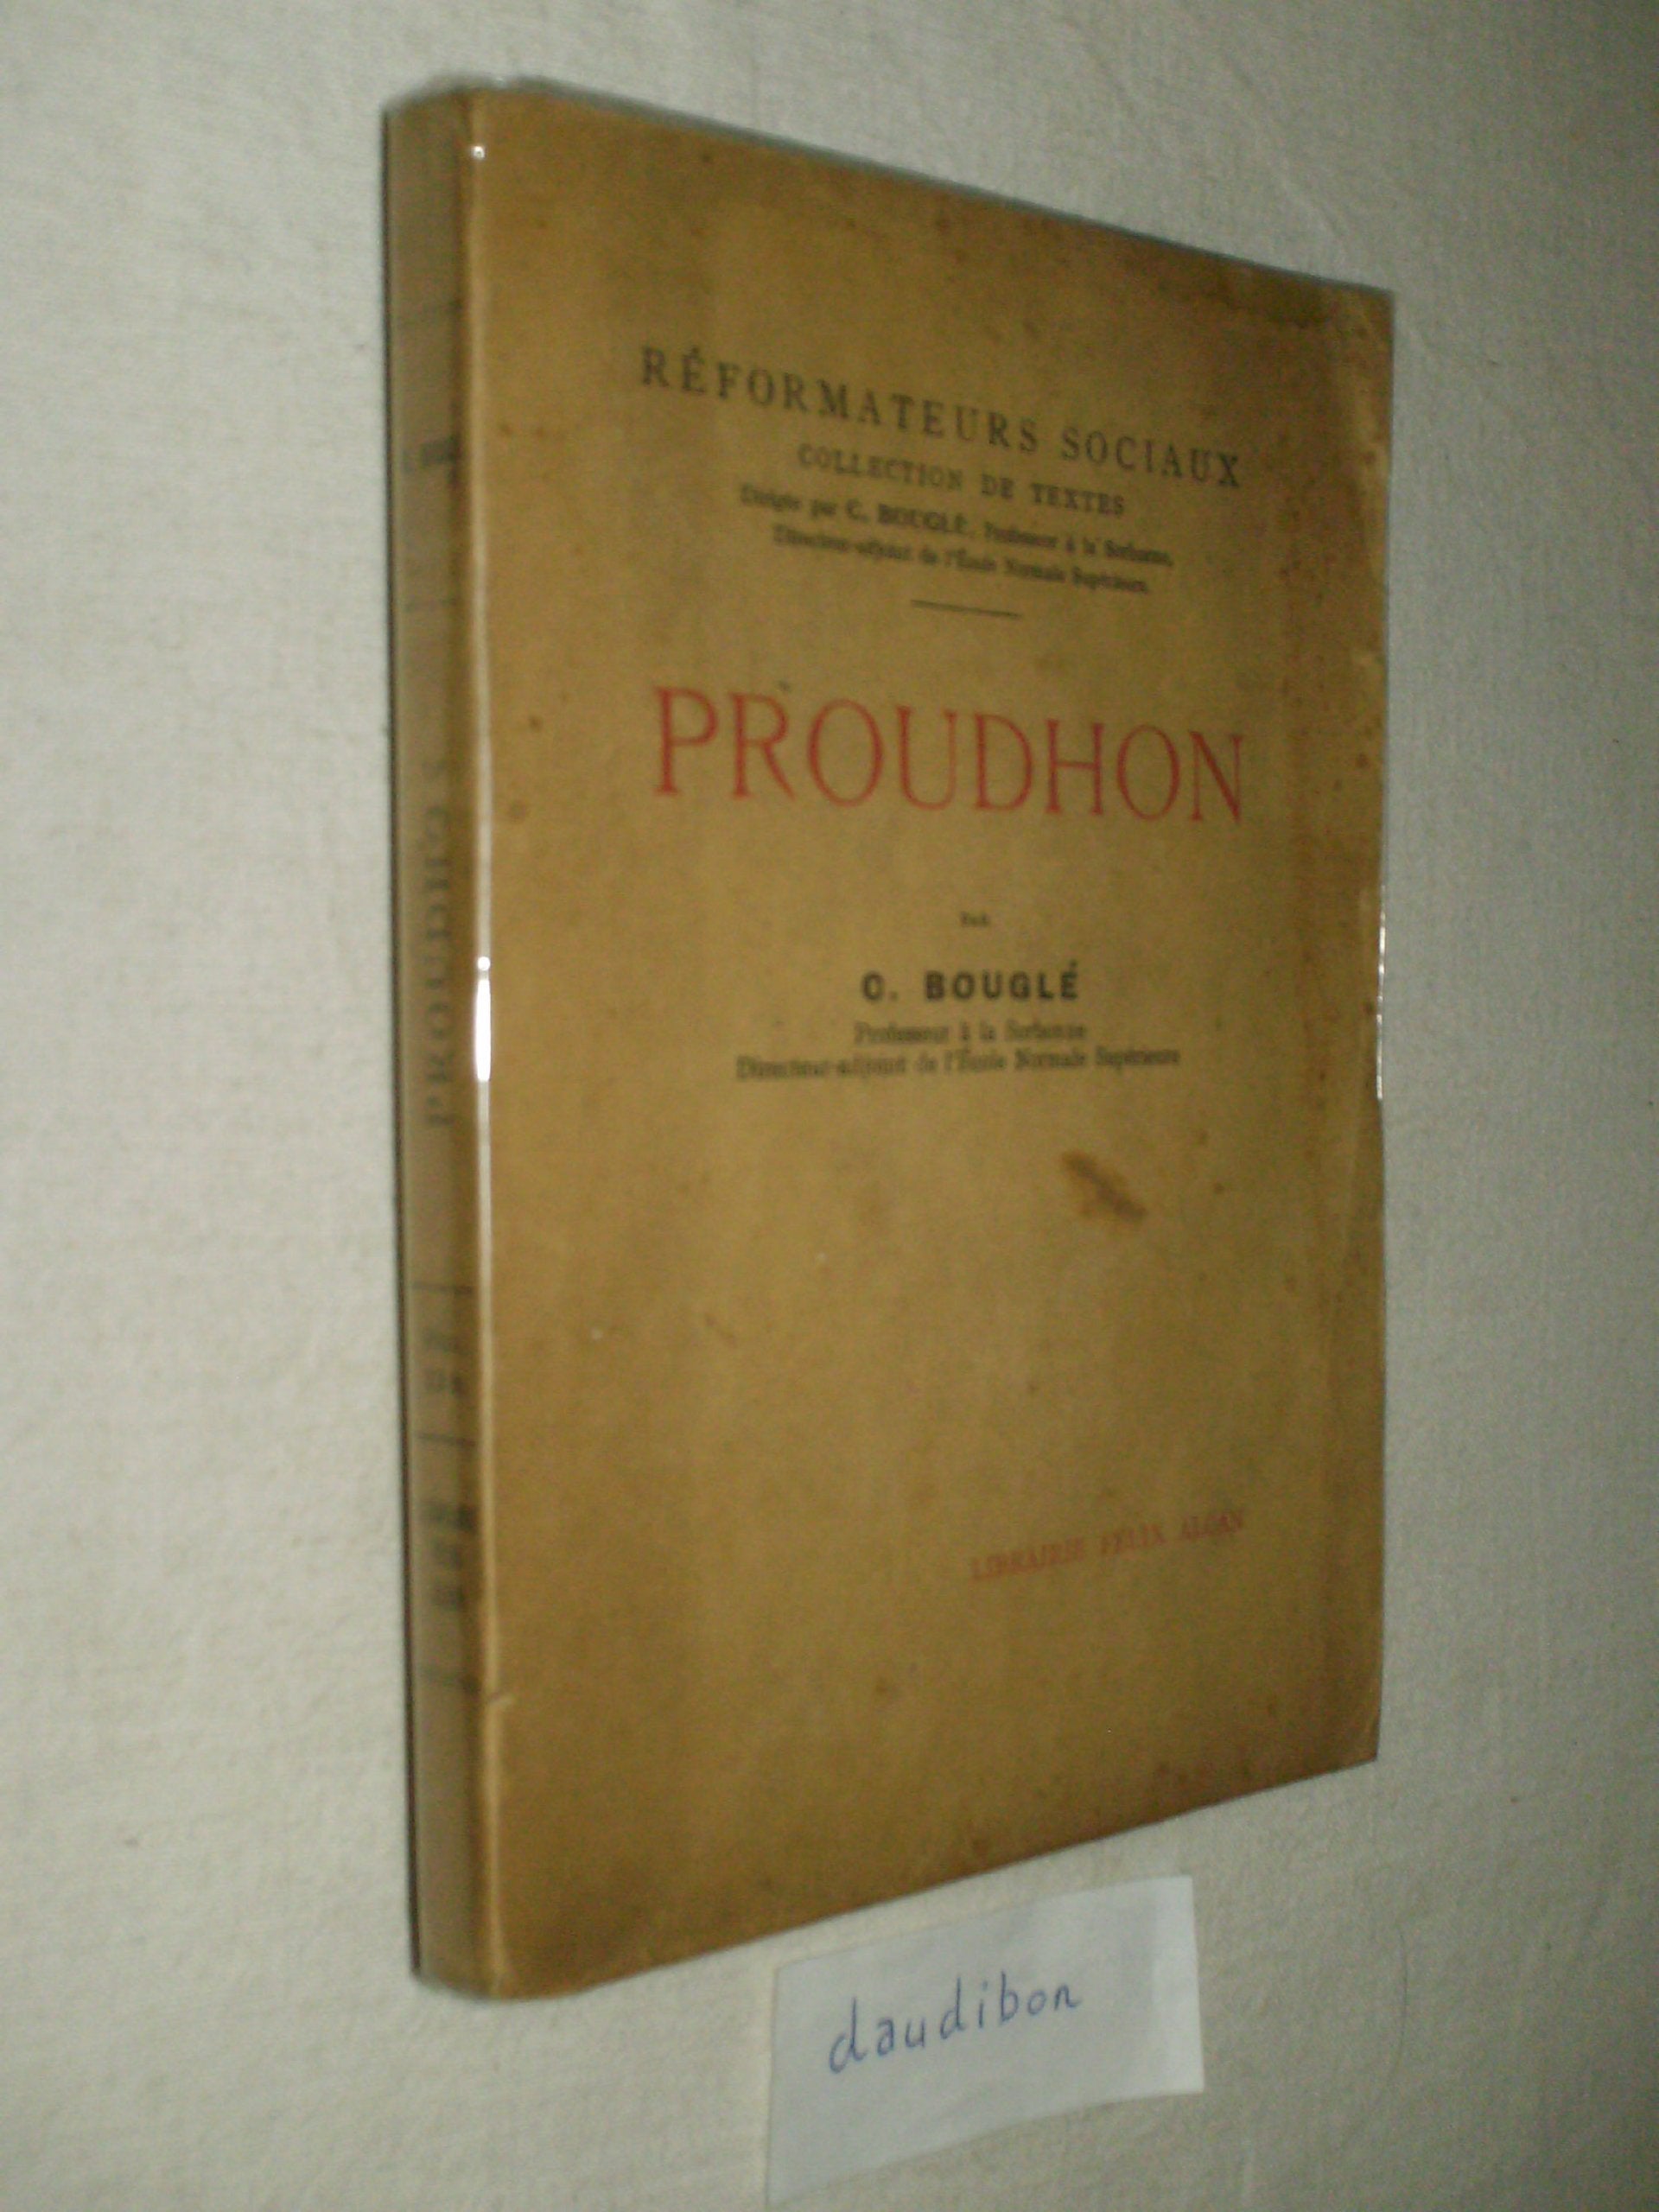 RÉFORMATEURS SOCIAUX
COLLECTION DE TEXTES
Dirigée par C. BOUGLÉ, Professeur à la Sorbonne,
Directeur-adjoint de l'École Normale Supérieure.
PROUDHON
PAR
C. BOUGLÉ
Professeur à la Sorbonne
Directeur-adjoint de l'École Normale Supérieure
LIBRAIRIE FÉLIX ALCAN
PROUDHON
daudibon